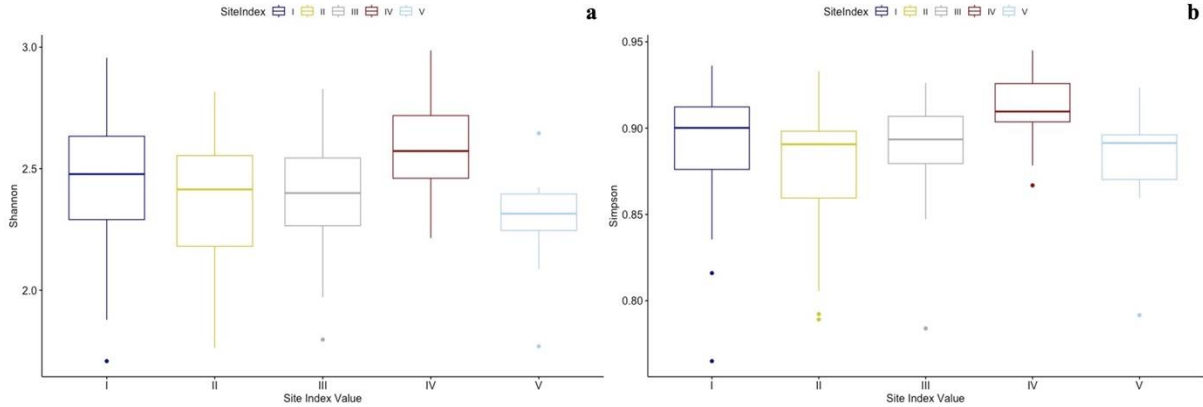 SiteIndex I II III IV V
a
3.0
2.5
2.0
Shannon
I II III IV V
Site Index Value
SiteIndex I II III IV V
b
0.95
0.90
0.85
0.80
Simpson
I II III IV V
Site Index Value